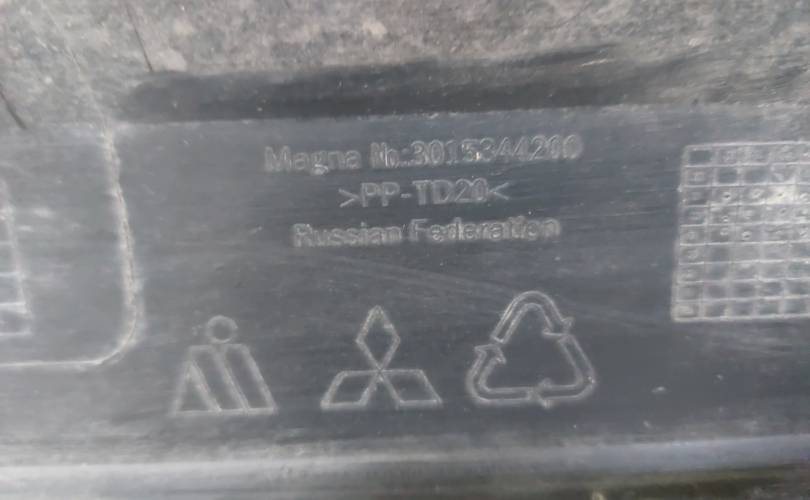 Magna №:3015344200
>PP-TD20<
Russian Federation